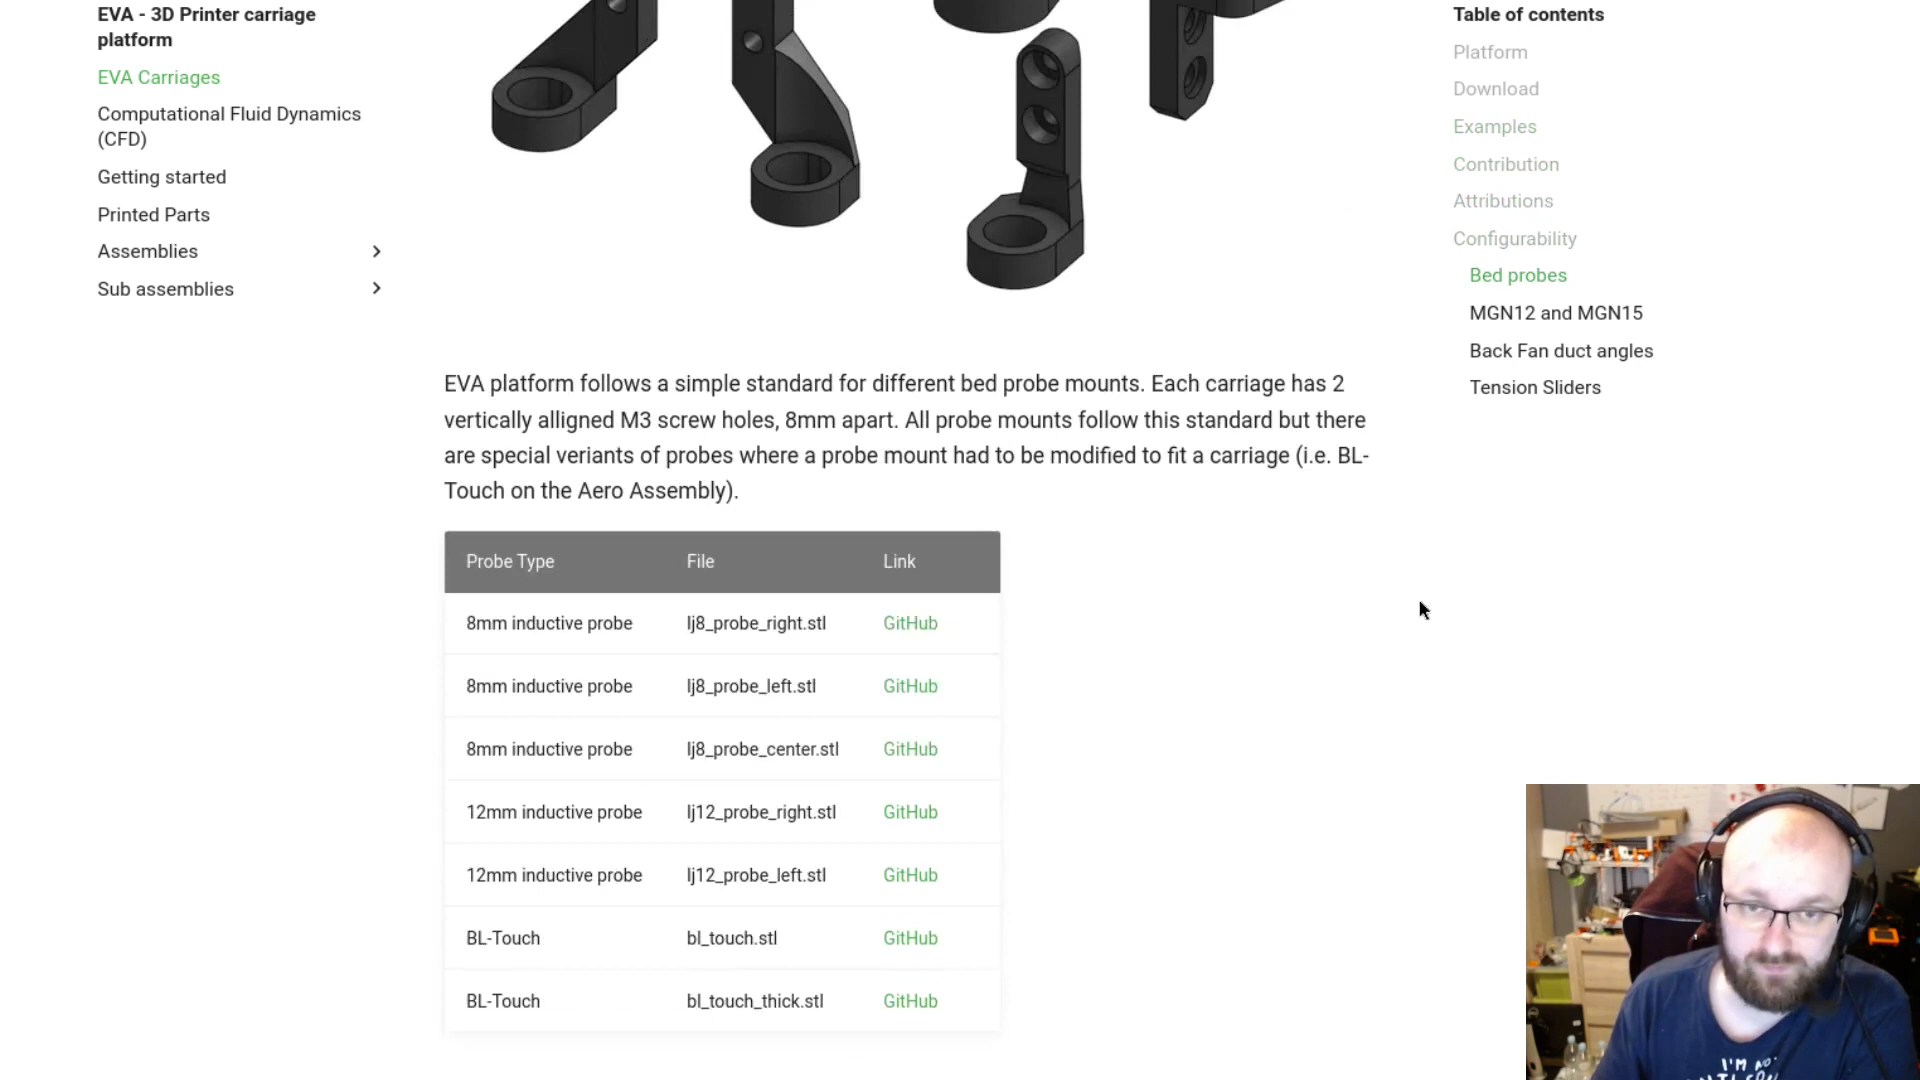 EVA - 3D Printer carriage
platform
EVA Carriages
Computational Fluid Dynamics
(CFD)
Getting started
Printed Parts
Assemblies
Sub assemblies
Table of contents
Platform
Download
Examples
Contribution
Attributions
Configurability
Bed probes
MGN12 and MGN15
Back Fan duct angles
Tension Sliders
EVA platform follows a simple standard for different bed probe mounts. Each carriage has 2
vertically alligned M3 screw holes, 8mm apart. All probe mounts follow this standard but there
are special veriants of probes where a probe mount had to be modified to fit a carriage (i.e. BL-
Touch on the Aero Assembly).
Probe Type File Link
8mm inductive probe lj8_probe_right.stl GitHub
8mm inductive probe lj8_probe_left.stl GitHub
8mm inductive probe lj8_probe_center.stl GitHub
12mm inductive probe lj12_probe_right.stl GitHub
12mm inductive probe lj12_probe_left.stl GitHub
BL-Touch bl_touch.stl GitHub
BL-Touch bl_touch_thick.stl GitHub
I'M NO